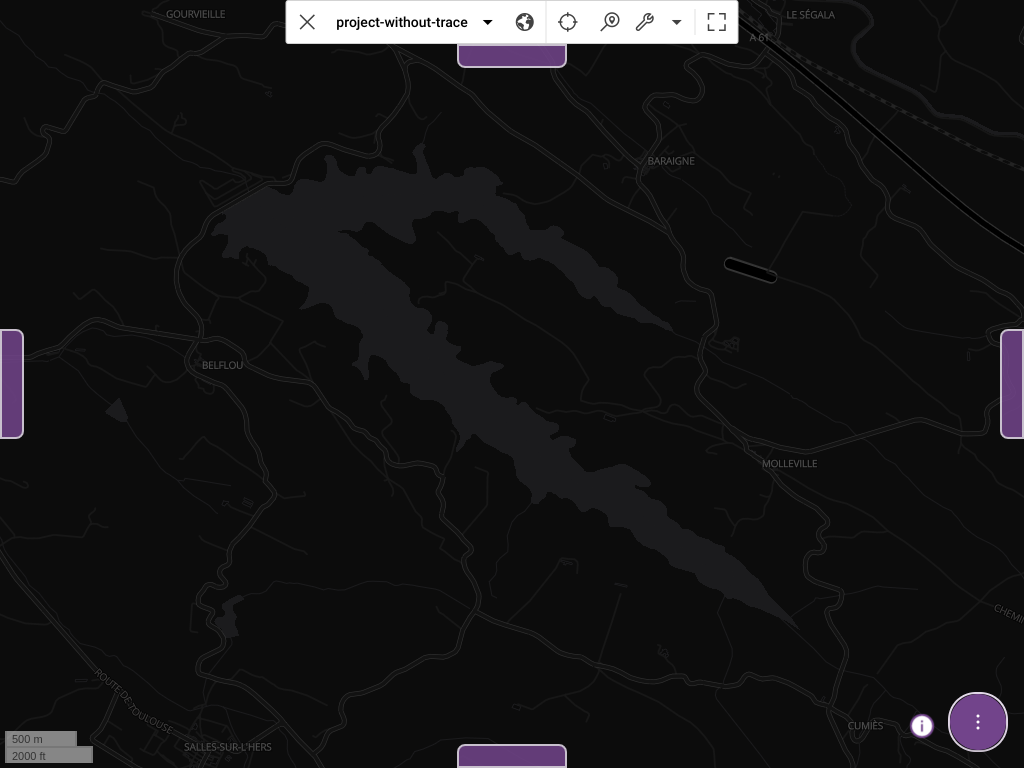 GOURVIEILLE
project-without-trace
LE SÉGALA
A 61
BARAIGNE
BELFLOU
MOLLEVILLE
CHEMIN
ROUTE DE TOULOUSE
CUMIÈS
500 m
2000 ft
SALLES-SUR-L'HERS